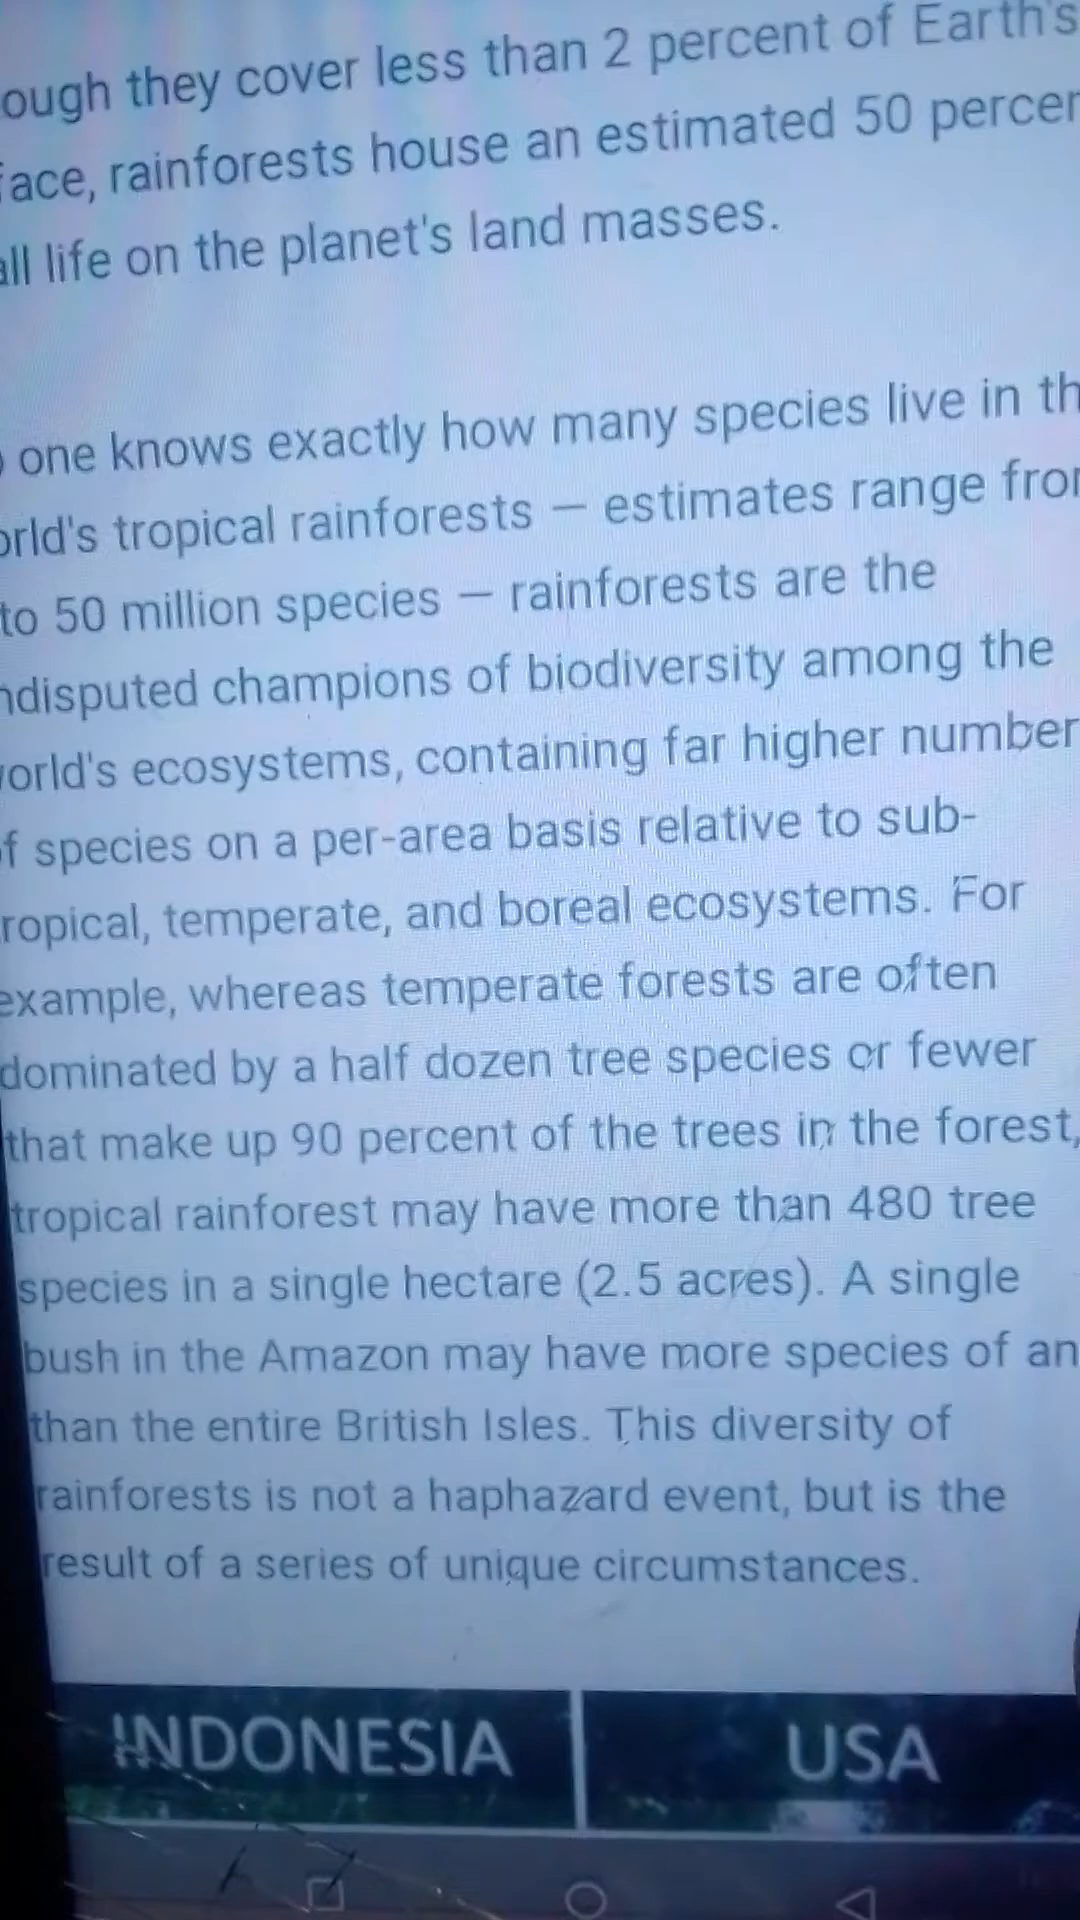 ough they cover less than 2 percent of Earth's
face, rainforests house an estimated 50 percen
all life on the planet's land masses.
one knows exactly how many species live in th
orld's tropical rainforests — estimates range from
to 50 million species — rainforests are the
ndisputed champions of biodiversity among the
world's ecosystems, containing far higher number
of species on a per-area basis relative to sub-
ropical, temperate, and boreal ecosystems. For
example, whereas temperate forests are often
dominated by a half dozen tree species or fewer
that make up 90 percent of the trees in the forest,
tropical rainforest may have more than 480 tree
species in a single hectare (2.5 acres). A single
bush in the Amazon may have more species of an
than the entire British Isles. This diversity of
rainforests is not a haphazard event, but is the
result of a series of unique circumstances.
INDONESIA
USA